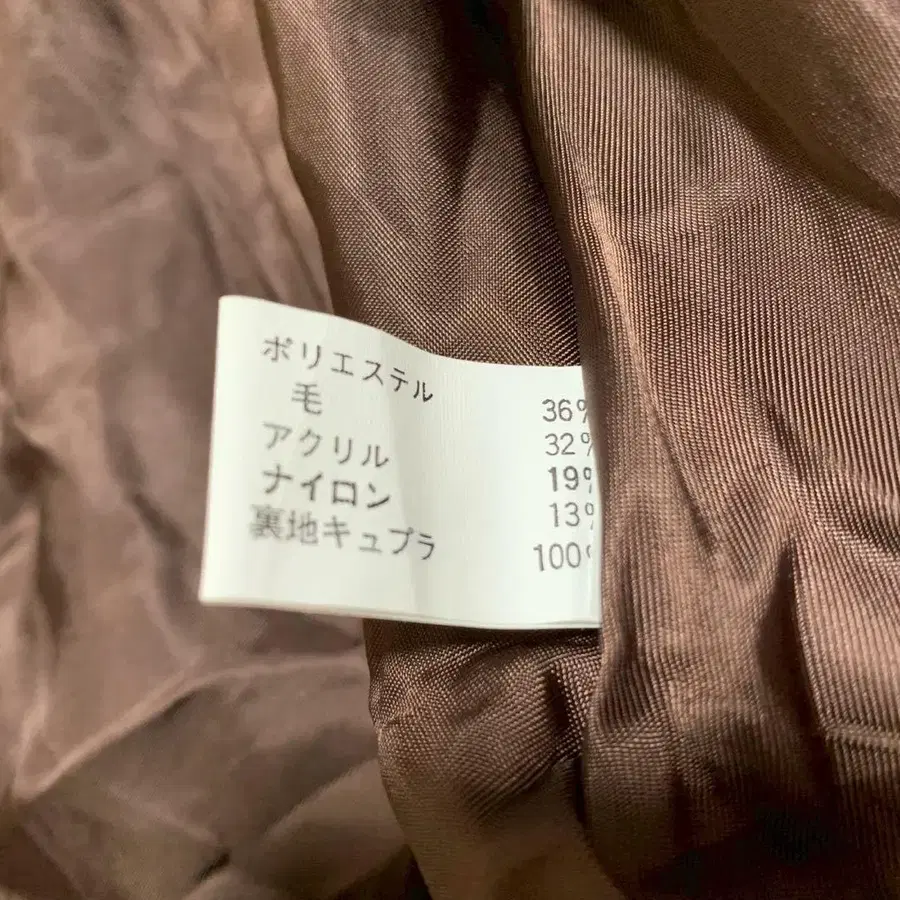 ポリエステル 36%
毛 32%
アクリル 19%
ナイロン 13%
裏地キュプラ 100%